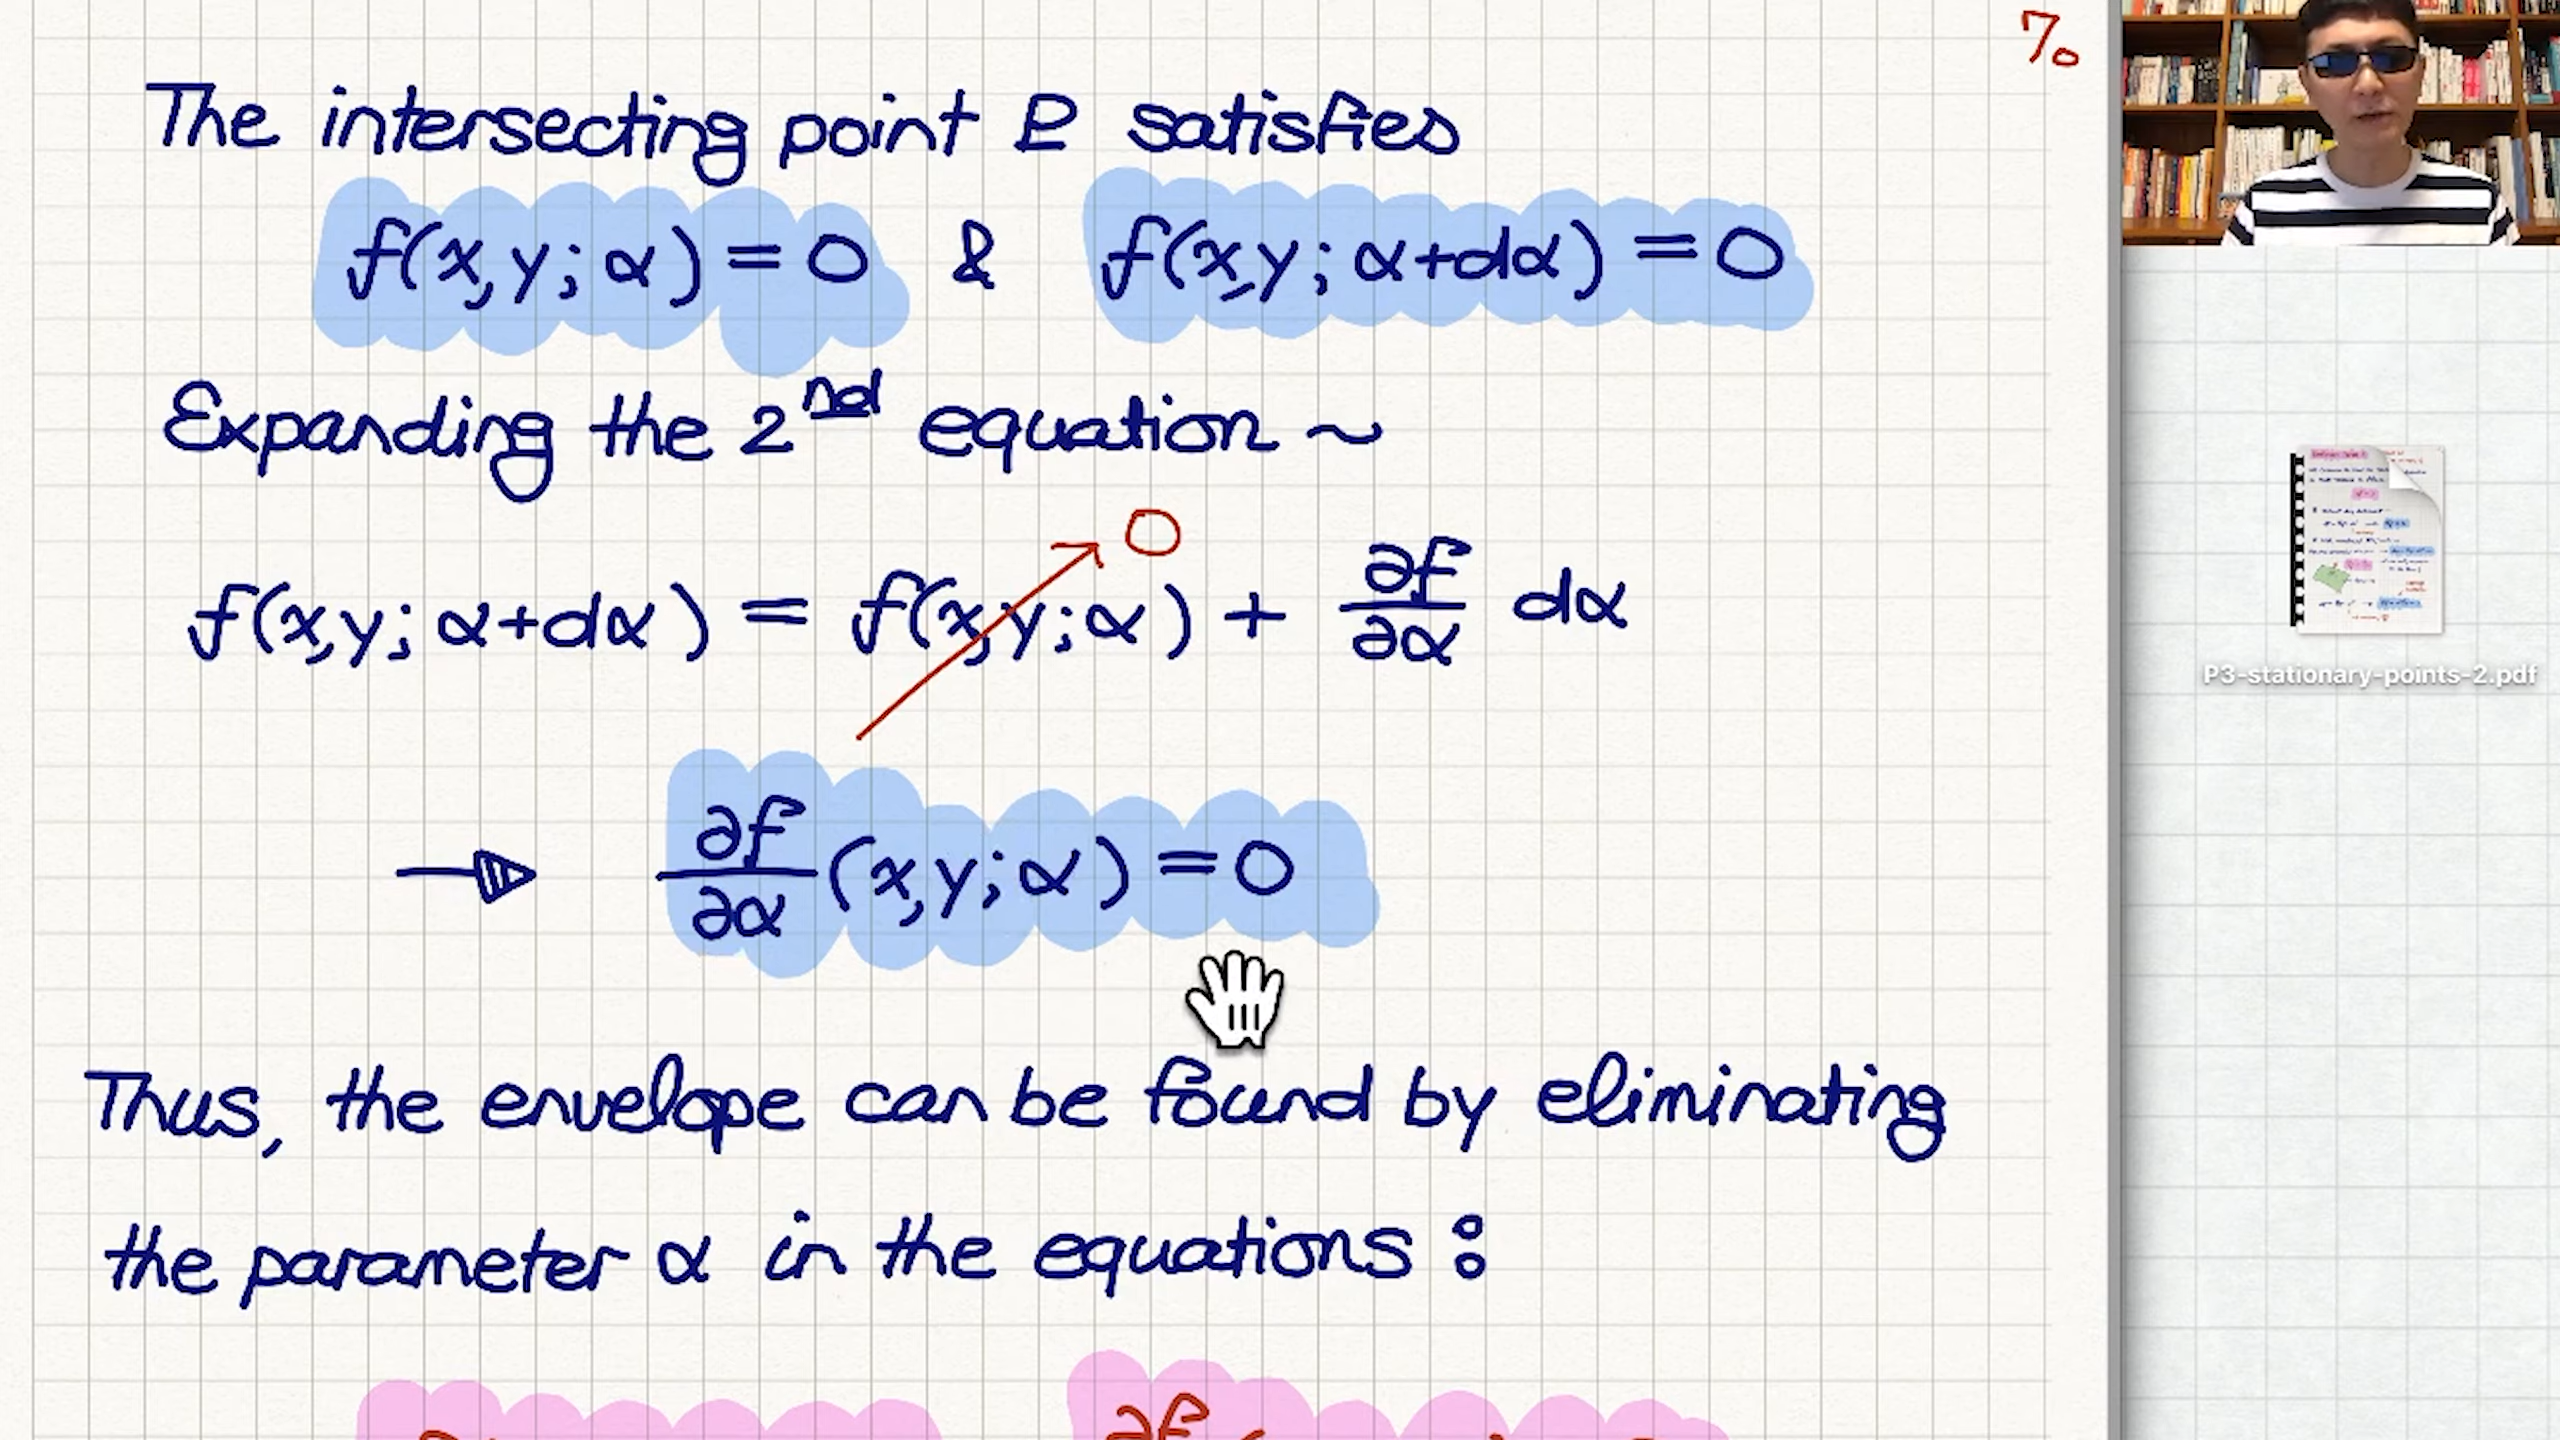 7.
The intersecting point P satisfies
f(x,y; α) = 0 & f(x,y; α+dα) = 0
Expanding the 2nd equation ~
0
f(x,y; α+dα) = f(x,y; α) + ∂f/∂α dα
∂f/∂α (x,y; α) = 0
Thus, the envelope can be found by eliminating
the parameter α in the equations :
∂f
P3-stationary-points-2.pdf